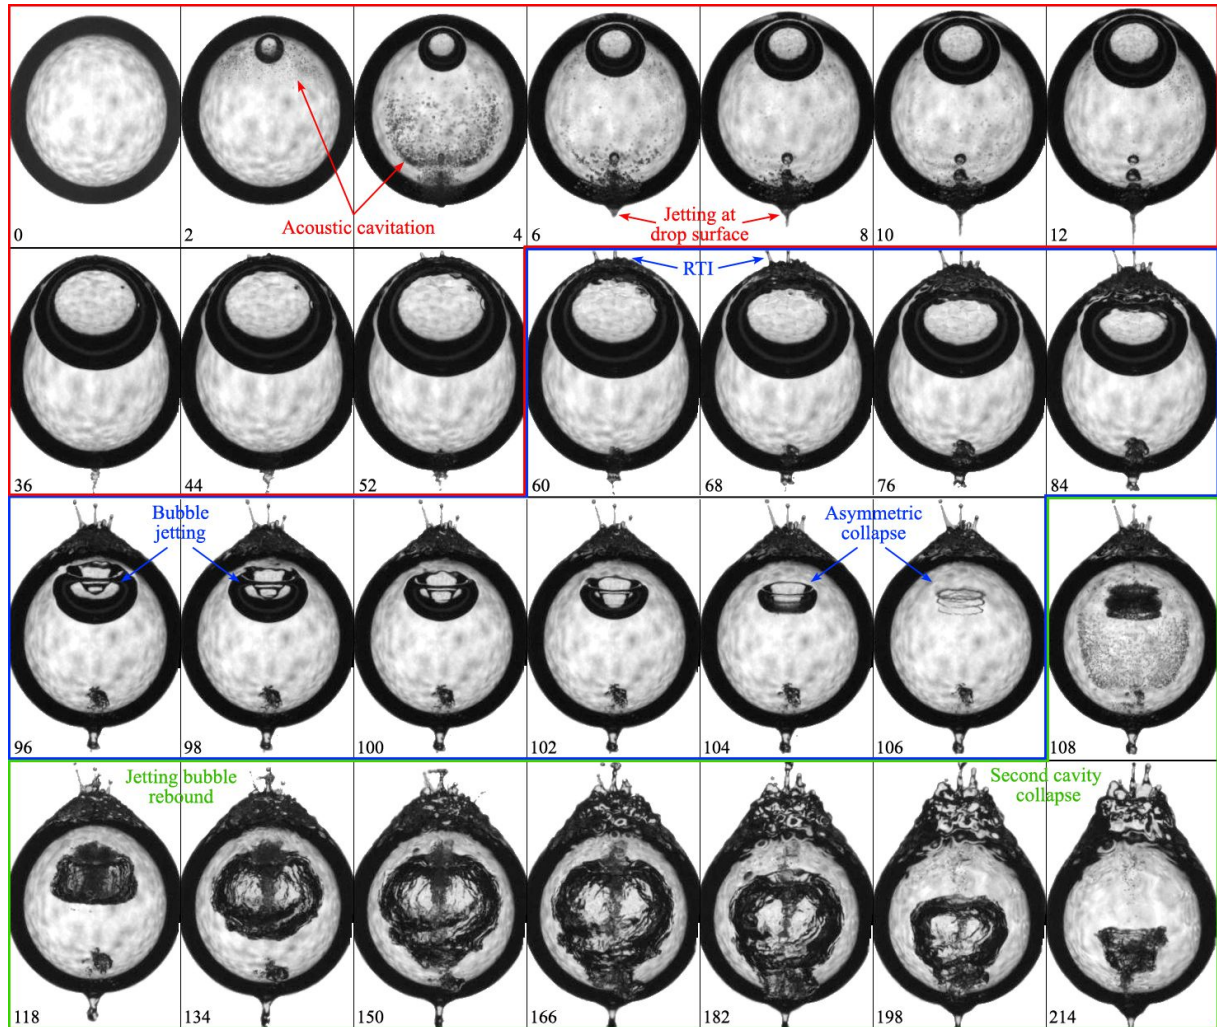 Acoustic cavitation
Jetting at
drop surface
0
2
4
6
8
10
12
RTI
36
44
52
60
68
76
84
Bubble
jetting
Asymmetric
collapse
96
98
100
102
104
106
108
Jetting bubble
rebound
Second cavity
collapse
118
134
150
166
182
198
214